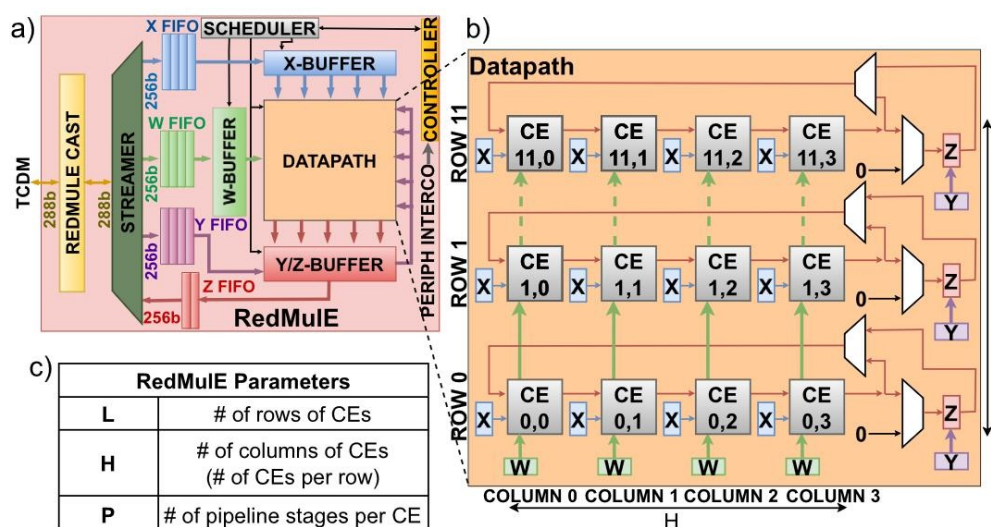 a)
X FIFO
SCHEDULER
X-BUFFER
CONTROLLER
256b
W FIFO
W-BUFFER
DATAPATH
TCDM
288b
REDMULE CAST
288b
STREAMER
256b
Y FIFO
256b
Y/Z-BUFFER
Z FIFO
256b
RedMulE
PERIPH INTERCO
b)
Datapath
ROW 11
X
CE
11,0
X
CE
11,1
X
CE
11,2
X
CE
11,3
0
Z
Y
ROW 1
X
CE
1,0
X
CE
1,1
X
CE
1,2
X
CE
1,3
0
Z
Y
ROW 0
X
CE
0,0
X
CE
0,1
X
CE
0,2
X
CE
0,3
0
Z
Y
W
W
W
W
COLUMN 0 COLUMN 1 COLUMN 2 COLUMN 3
H
c)
RedMulE Parameters
L # of rows of CEs
H # of columns of CEs
(# of CEs per row)
P # of pipeline stages per CE